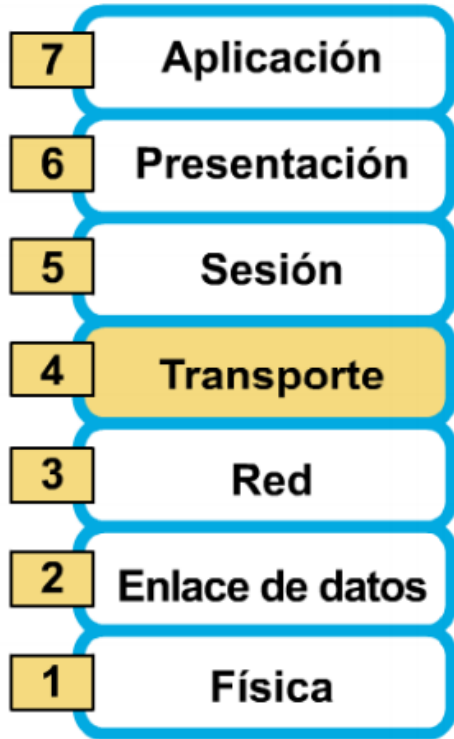 7 Aplicación
6 Presentación
5 Sesión
4 Transporte
3 Red
2 Enlace de datos
1 Física